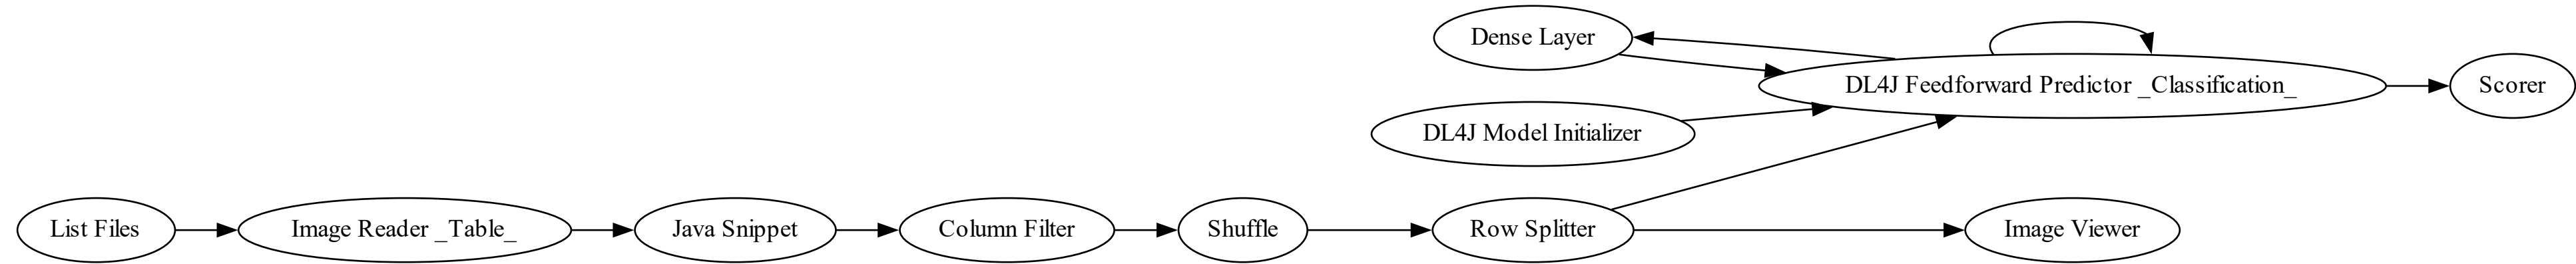 Dense Layer
DL4J Feedforward Predictor _Classification_
Scorer
DL4J Model Initializer
List Files
Image Reader _Table_
Java Snippet
Column Filter
Shuffle
Row Splitter
Image Viewer